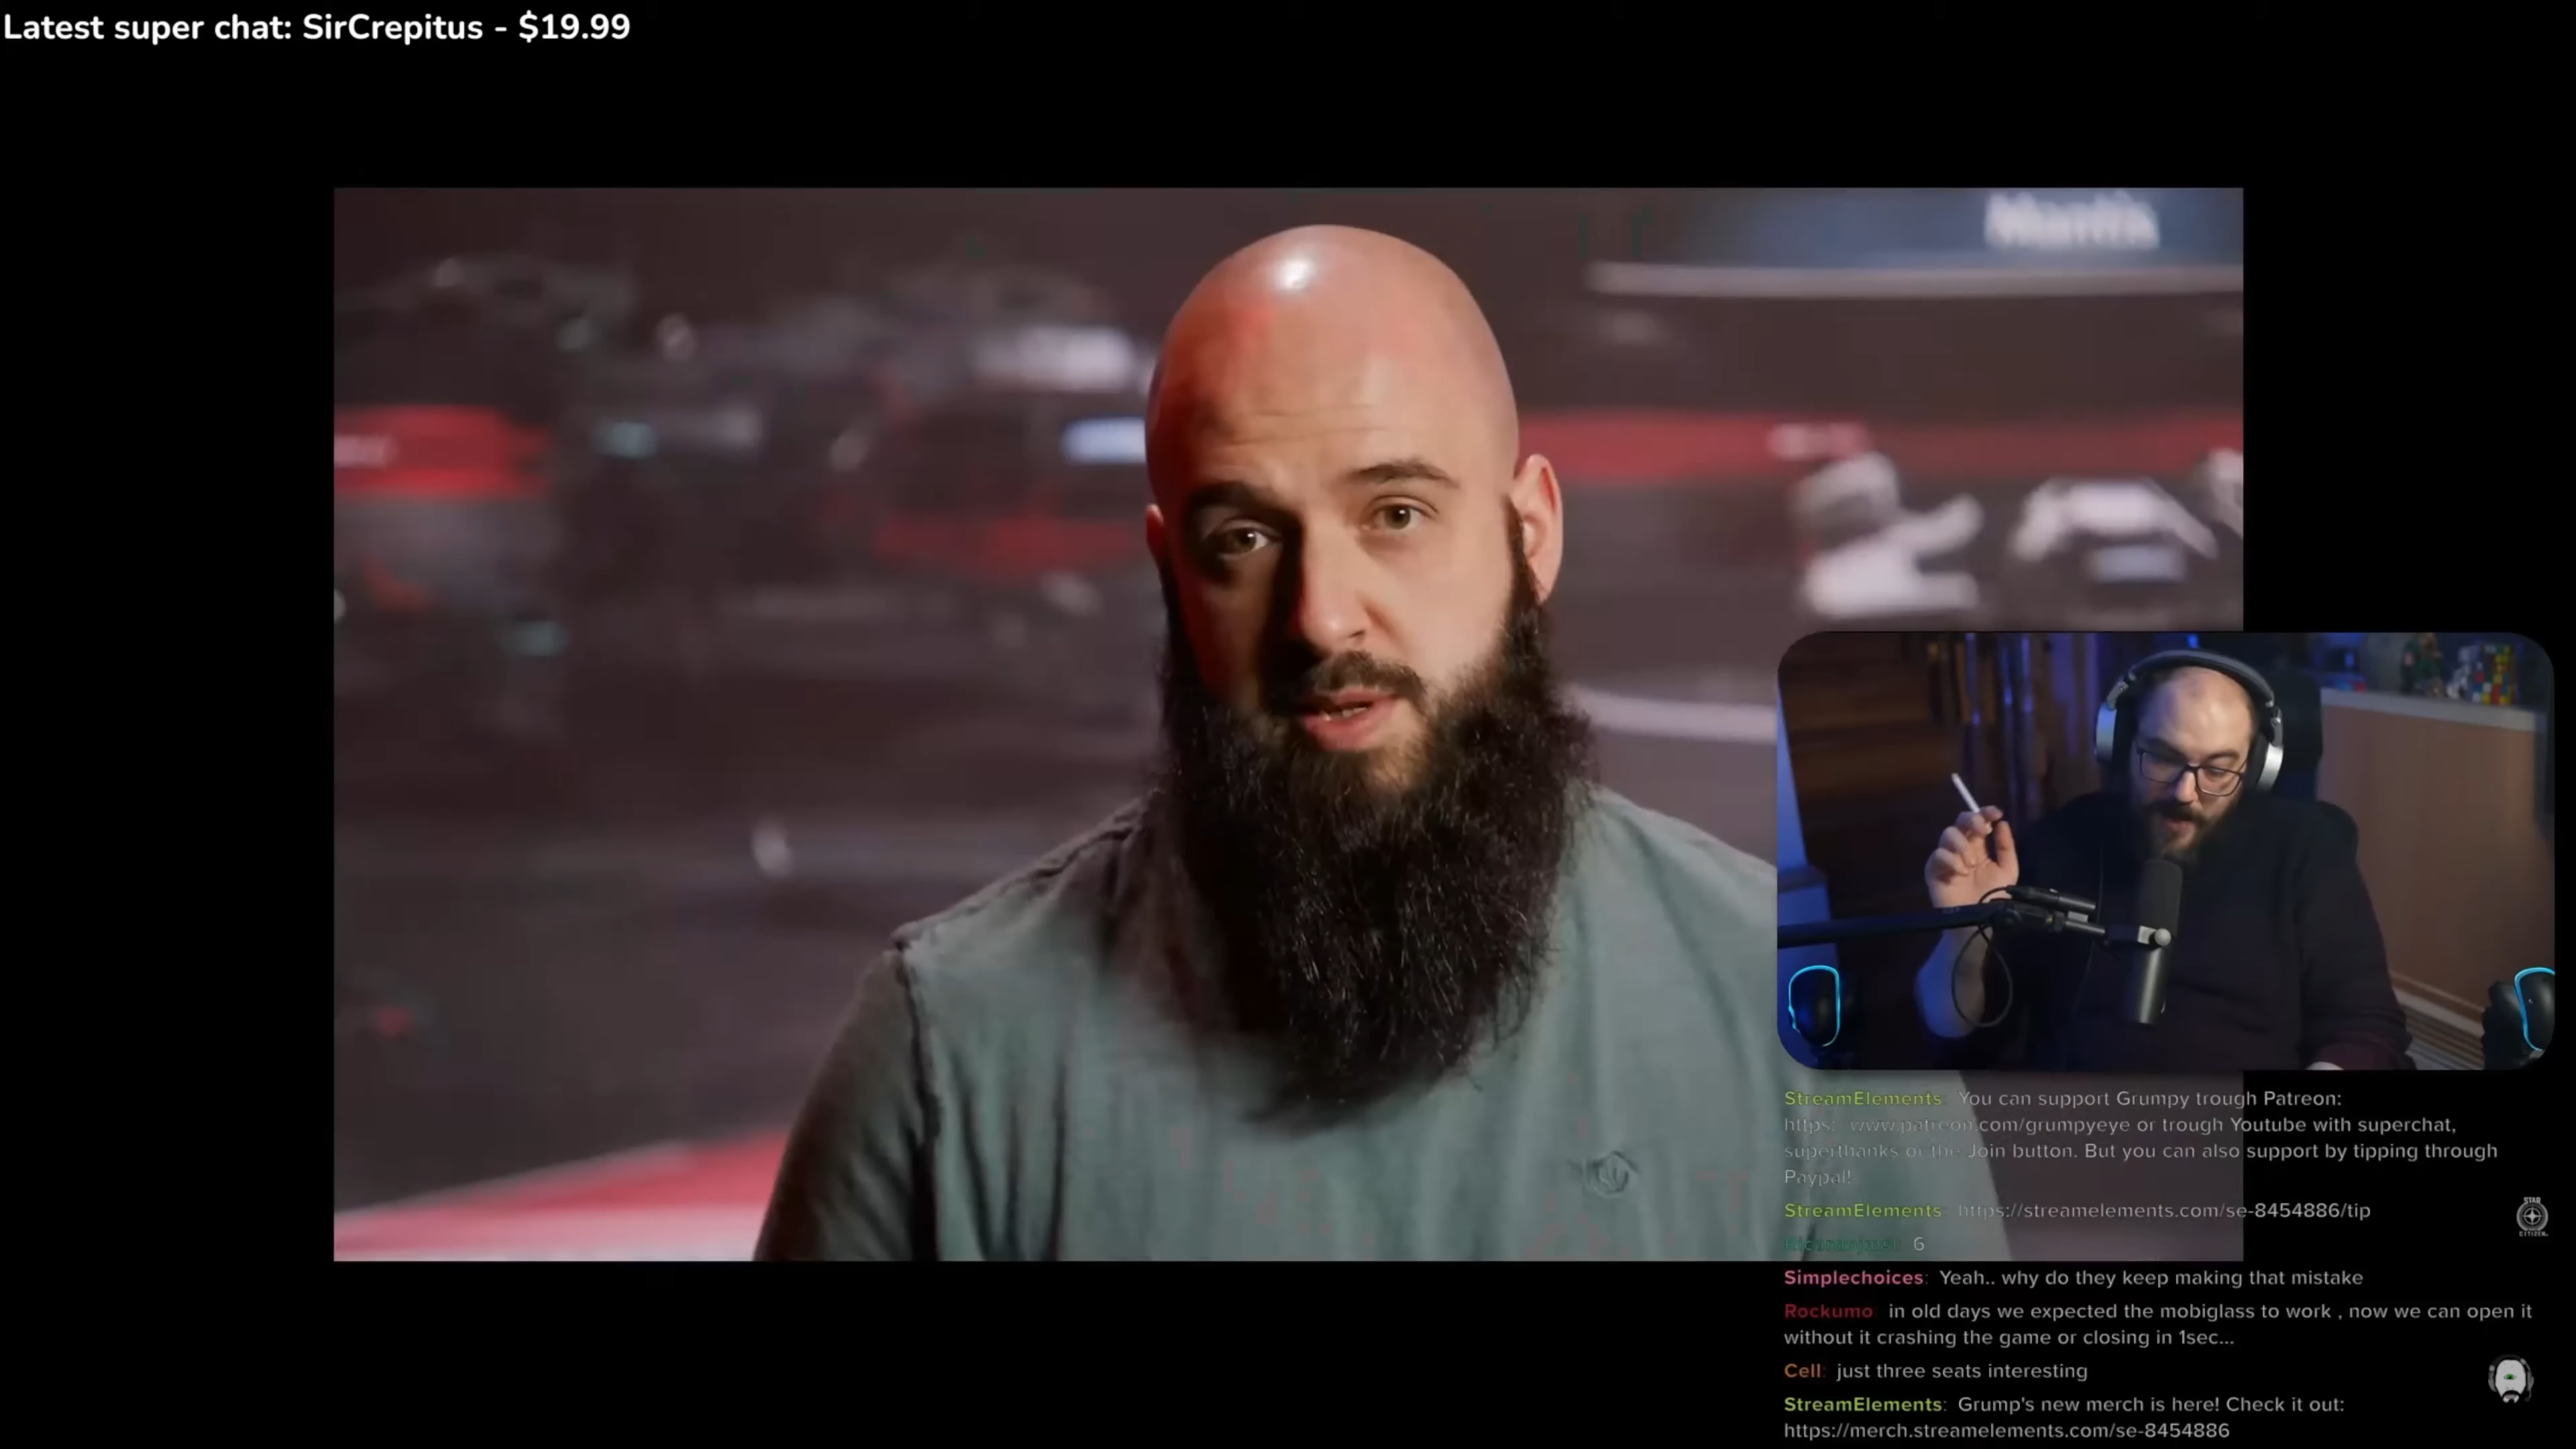 Latest super chat: SirCrepitus - $19.99
Mantis
StreamElements: You can support Grumpy trough Patreon:
https: www.patreon.com/grumpyeye or trough Youtube with superchat,
superthanks or the Join button. But you can also support by tipping through
Paypal!
StreamElements: https://streamelements.com/se-8454886/tip
STAR
CITIZEN
6
Simplechoices: Yeah.. why do they keep making that mistake
Rockumo: in old days we expected the mobiglass to work , now we can open it
without it crashing the game or closing in 1sec...
Cell: just three seats interesting
StreamElements: Grump's new merch is here! Check it out:
https://merch.streamelements.com/se-8454886